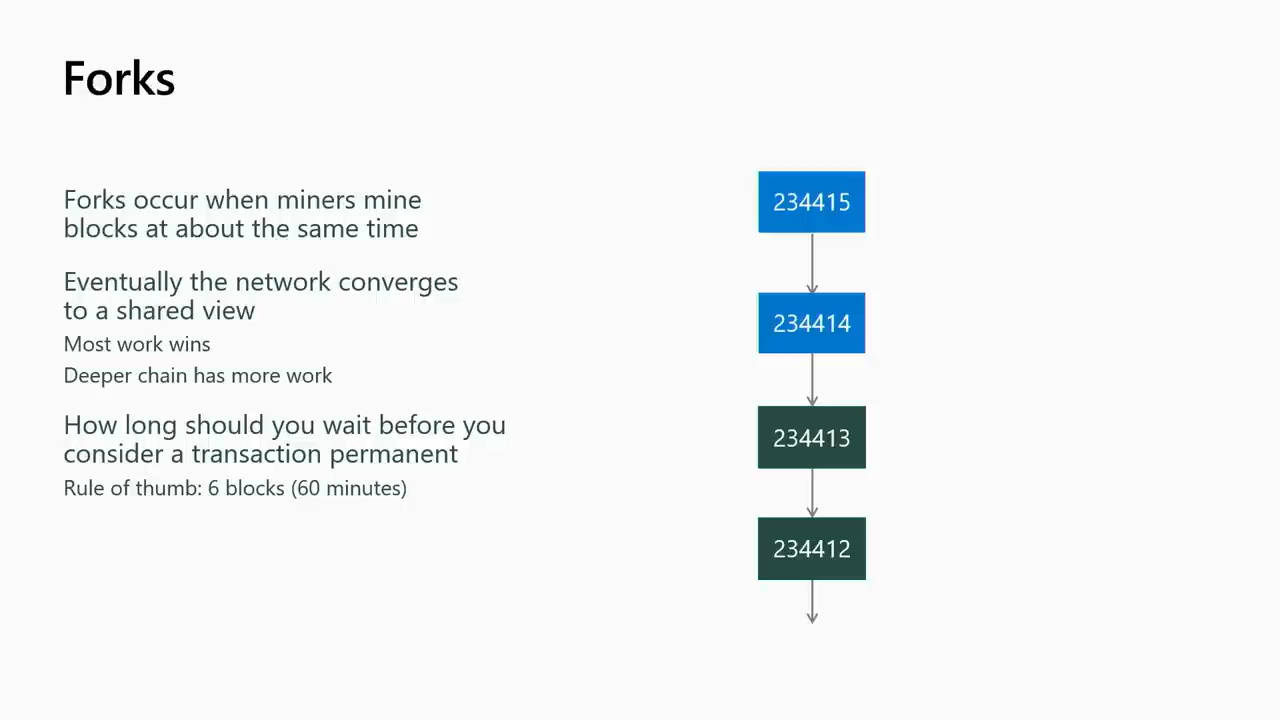 Forks
Forks occur when miners mine
blocks at about the same time
Eventually the network converges
to a shared view
Most work wins
Deeper chain has more work
How long should you wait before you
consider a transaction permanent
Rule of thumb: 6 blocks (60 minutes)
234415
234414
234413
234412